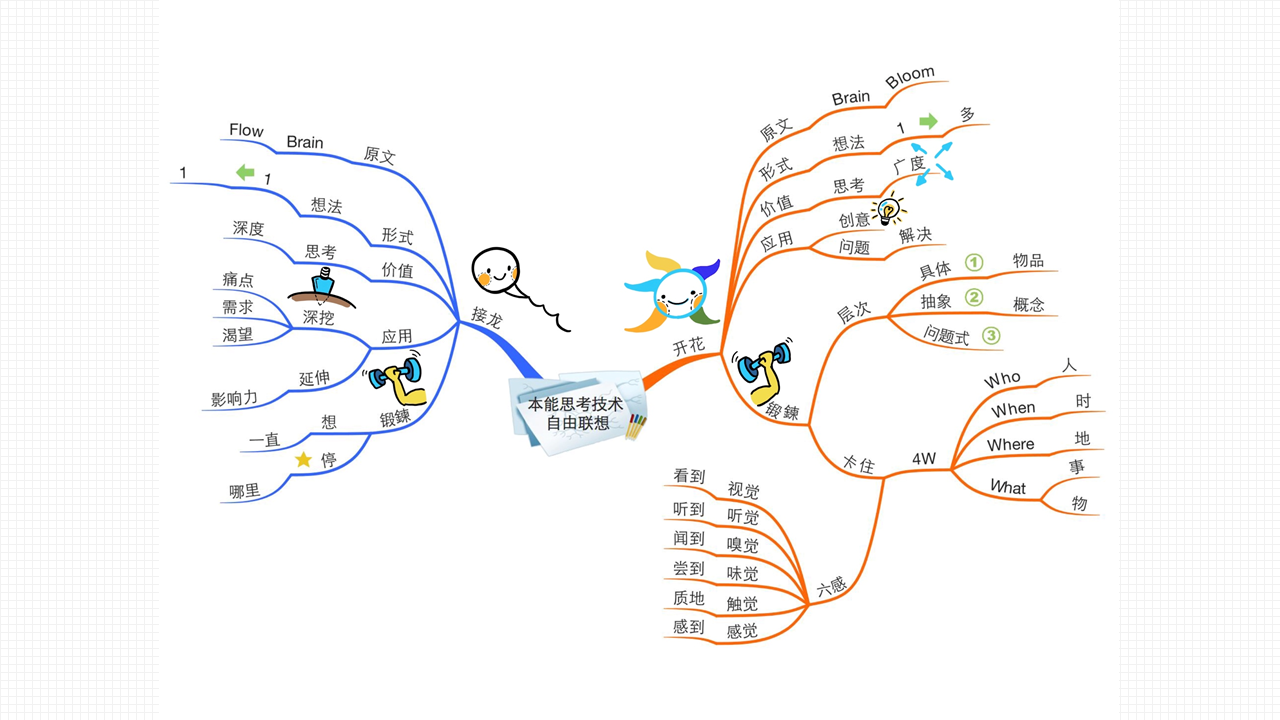 本能思考技术
自由联想
开花
原文
Brain
Bloom
形式
想法
1
多
价值
思考
广度
应用
创意
问题
解决
锻鍊
层次
具体
1
物品
抽象
2
概念
问题式
3
卡住
4W
Who
人
When
时
Where
地
What
事
物
六感
视觉
看到
听觉
听到
嗅觉
闻到
味觉
尝到
触觉
质地
感觉
感到
接龙
原文
Brain
Flow
形式
想法
1
1
价值
思考
深度
应用
深挖
痛点
需求
渴望
延伸
影响力
锻鍊
想
一直
停
哪里